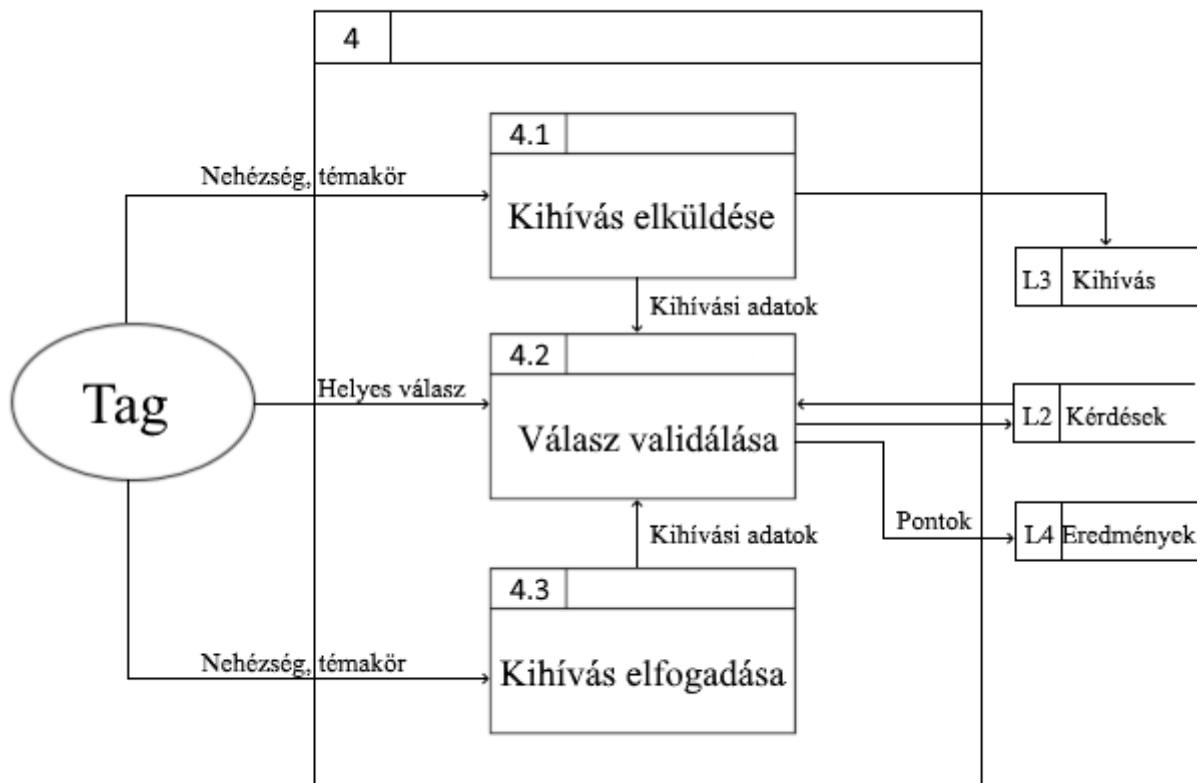 4
4.1
Nehézség, témakör
Kihívás elküldése
L3 Kihívás
Kihívási adatok
4.2
Tag
Helyes válasz
L2 Kérdések
Válasz validálása
Pontok
L4 Eredmények
Kihívási adatok
4.3
Nehézség, témakör
Kihívás elfogadása